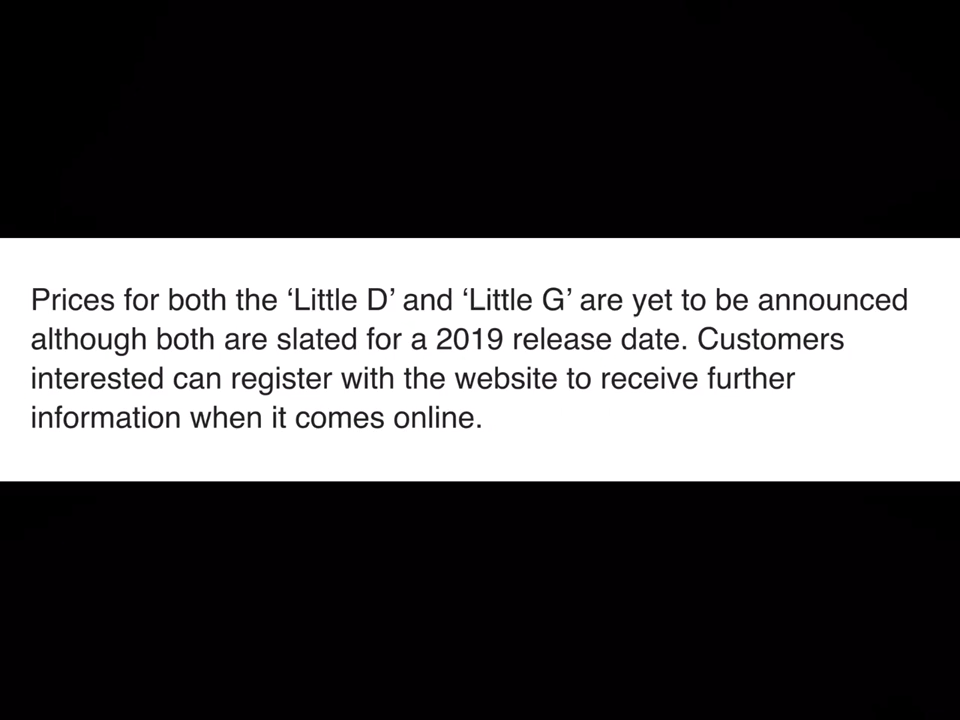 Prices for both the ‘Little D’ and ‘Little G’ are yet to be announced
although both are slated for a 2019 release date. Customers
interested can register with the website to receive further
information when it comes online.